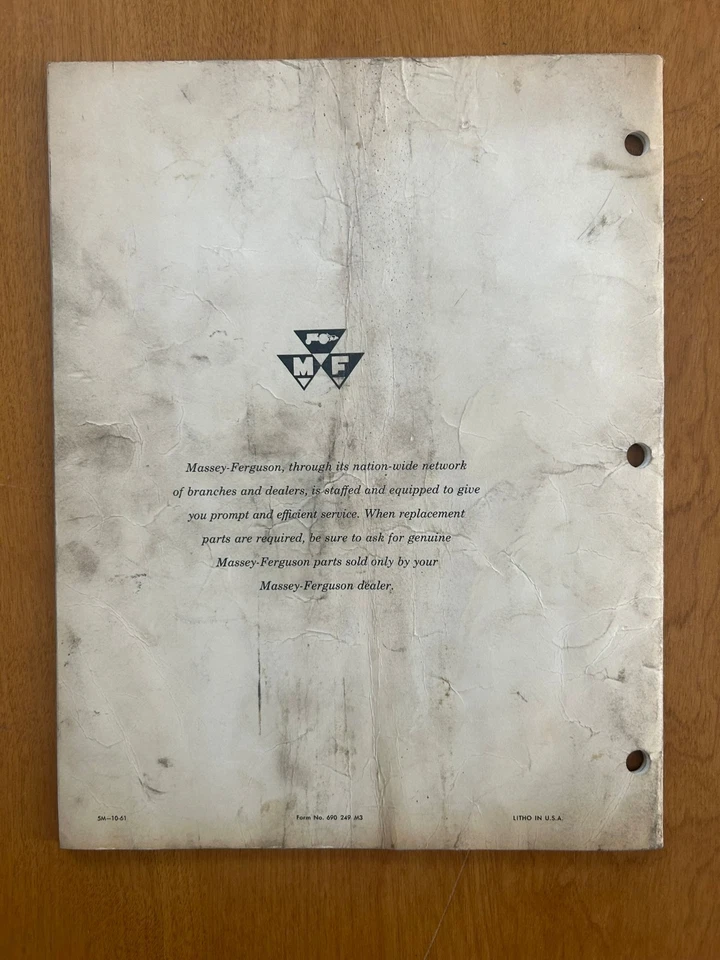 M F
Massey-Ferguson, through its nation-wide network
of branches and dealers, is staffed and equipped to give
you prompt and efficient service. When replacement
parts are required, be sure to ask for genuine
Massey-Ferguson parts sold only by your
Massey-Ferguson dealer.
5M—10-61 Form No. 690 249 M3 LITHO IN U.S.A.